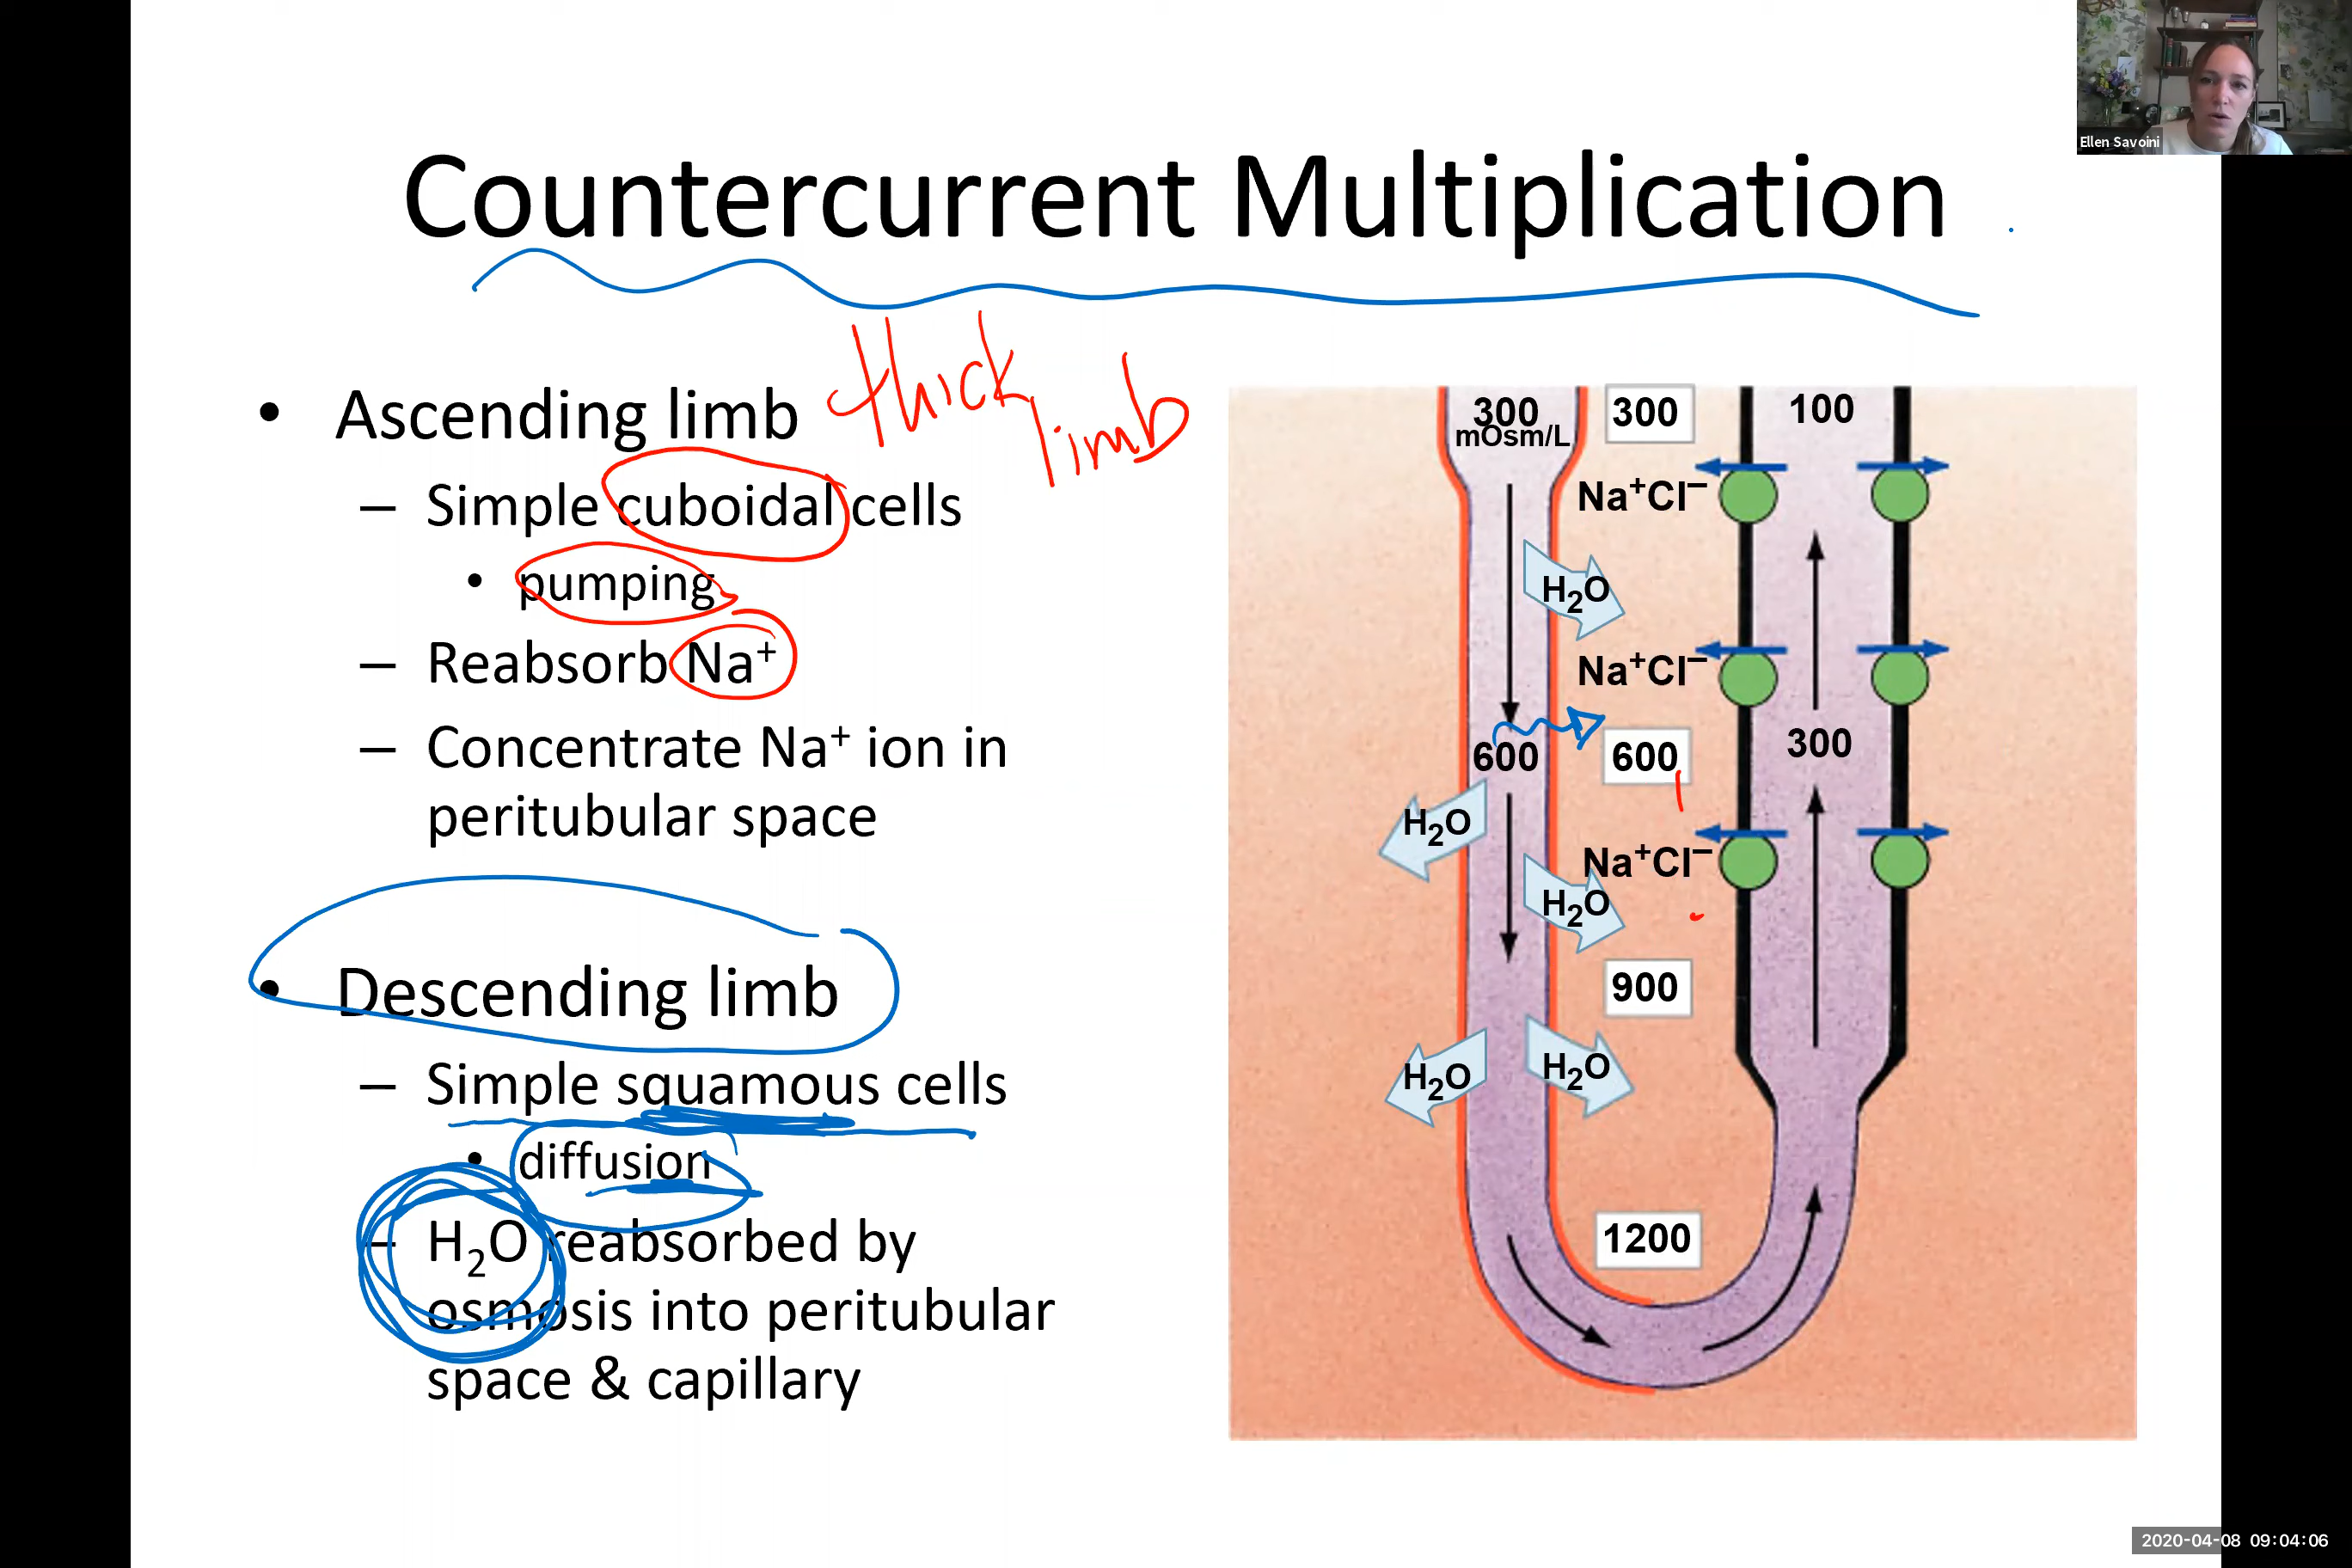 Ellen Savoini
Countercurrent Multiplication
• Ascending limb thick limb
– Simple cuboidal cells
• pumping
– Reabsorb Na⁺
– Concentrate Na⁺ ion in
peritubular space
• Descending limb
– Simple squamous cells
• diffusion
– H₂O reabsorbed by
osmosis into peritubular
space & capillary
300 300 100
mOsm/L
Na⁺Cl⁻
H₂O
Na⁺Cl⁻
600 600 300
H₂O
Na⁺Cl⁻
H₂O
900
H₂O H₂O
1200
2020-04-08 09:04:06